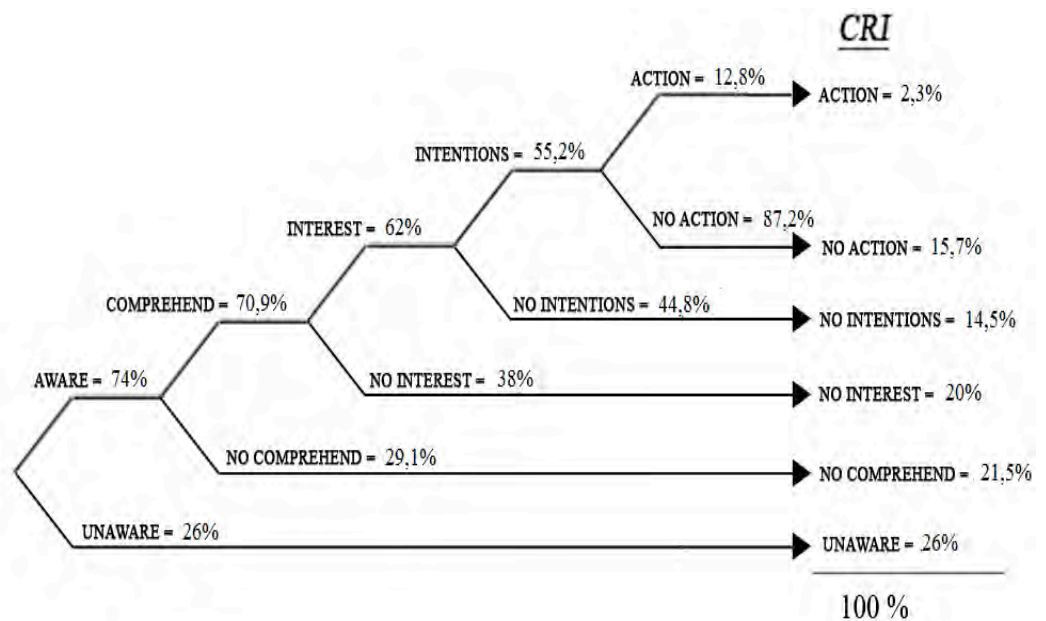 CRI
ACTION = 12,8%
ACTION = 2,3%
INTENTIONS = 55,2%
NO ACTION = 87,2%
NO ACTION = 15,7%
INTEREST = 62%
NO INTENTIONS = 44,8%
NO INTENTIONS = 14,5%
COMPREHEND = 70,9%
NO INTEREST = 38%
NO INTEREST = 20%
AWARE = 74%
NO COMPREHEND = 29,1%
NO COMPREHEND = 21,5%
UNAWARE = 26%
UNAWARE = 26%
100 %